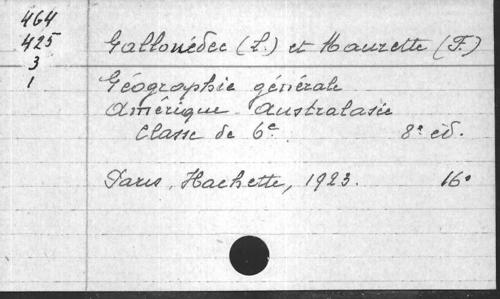 464
425
3
1
Gallouédec (L.) et Maurette (F.)
Géographie générale
Amérique Australasie
Classe de 6e 8e éd.
Paris, Hachette, 1923. 16°